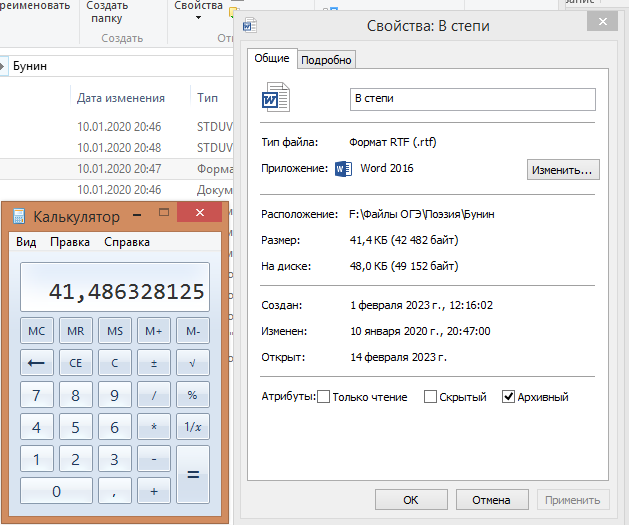 реименовать
Создать папку
Свойства
Создать
Бунин
Дата изменения Тип
10.01.2020 20:46 STDUV
10.01.2020 20:48 STDUV
10.01.2020 20:47 Форма
10.01.2020 20:46 Докум
Калькулятор
Вид Правка Справка
41,486328125
MC MR MS M+ M-
← CE C ± √
7 8 9 / %
4 5 6 * 1/x
1 2 3 - =
0 , +
Свойства: В степи
Общие Подробно
В степи
Тип файла: Формат RTF (.rtf)
Приложение: Word 2016 Изменить...
Расположение: F:\Файлы ОГЭ\Поэзия\Бунин
Размер: 41,4 КБ (42 482 байт)
На диске: 48,0 КБ (49 152 байт)
Создан: 1 февраля 2023 г., 12:16:02
Изменен: 10 января 2020 г., 20:47:00
Открыт: 14 февраля 2023 г.
Атрибуты: Только чтение Скрытый Архивный
ОК Отмена Применить